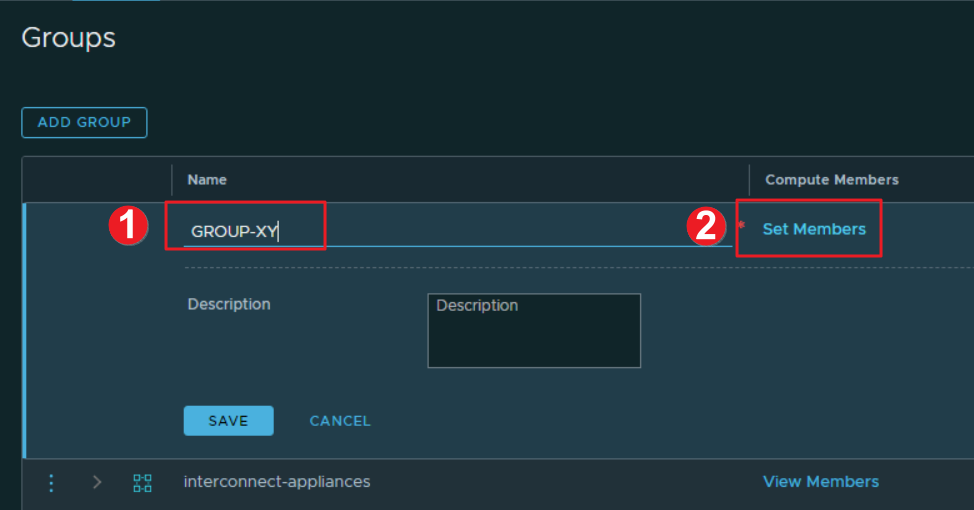 Groups
ADD GROUP
Name Compute Members
1 GROUP-XY 2 * Set Members
Description Description
SAVE CANCEL
interconnect-appliances View Members